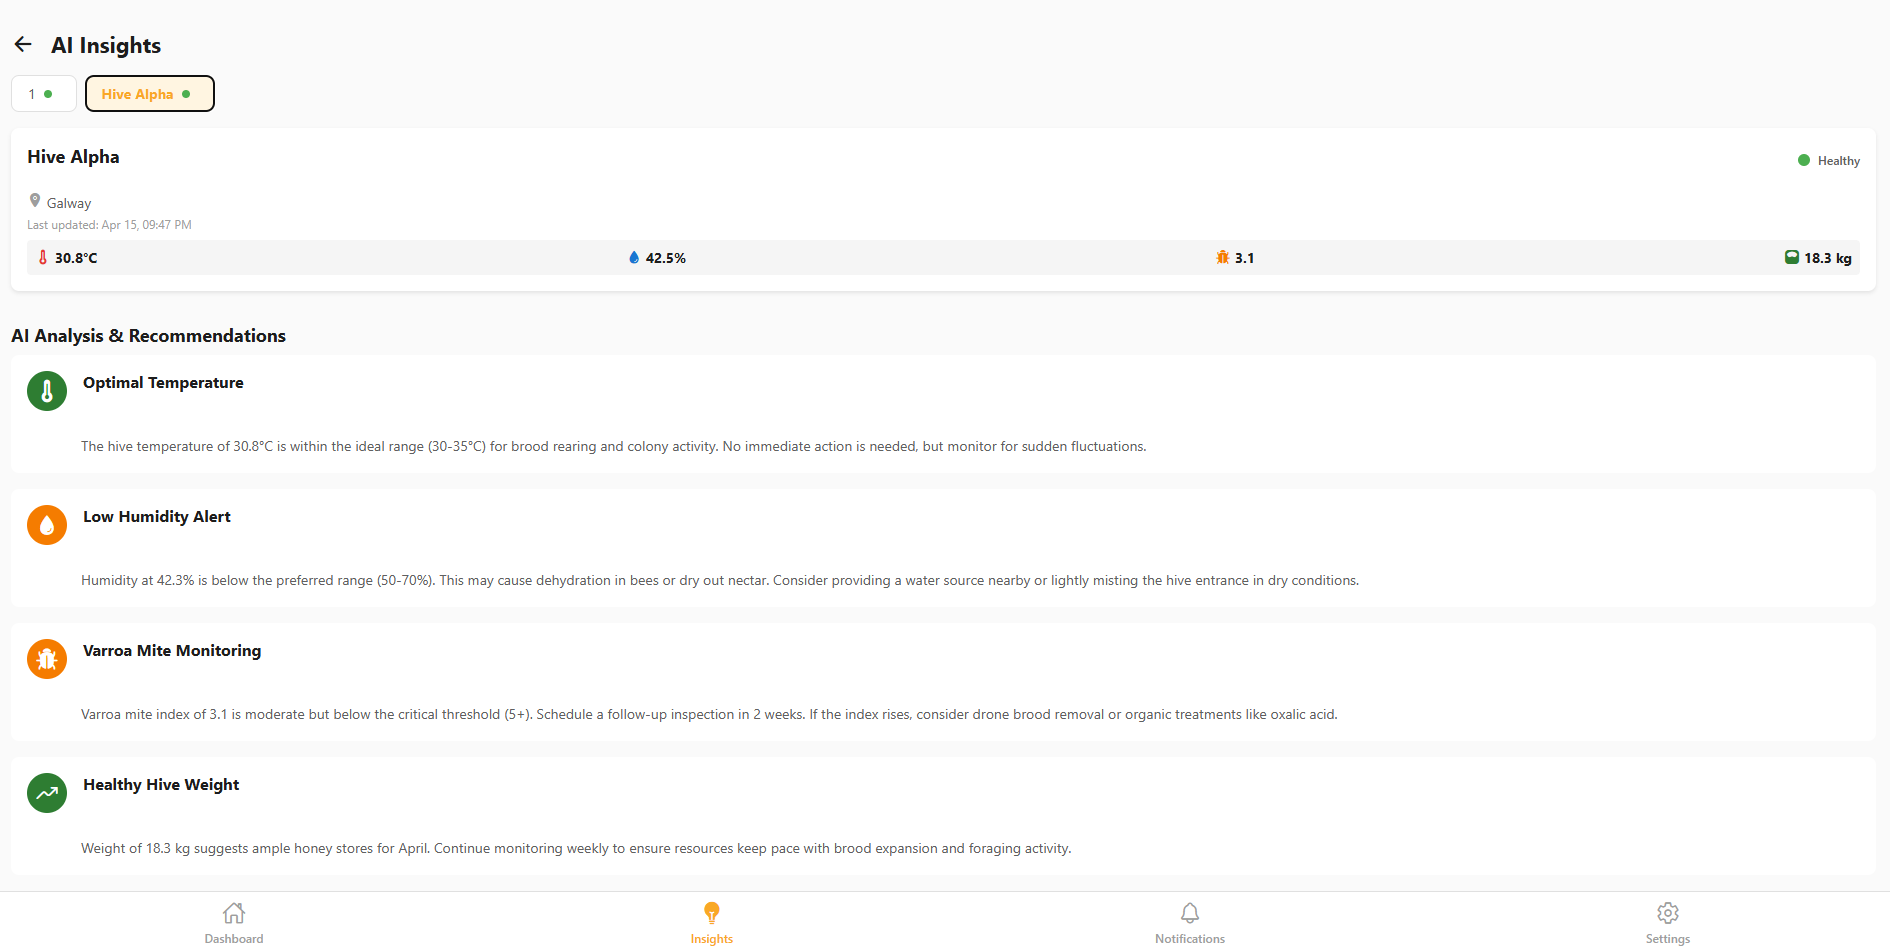 AI Insights
1
Hive Alpha
Hive Alpha
Healthy
Galway
Last updated: Apr 15, 09:47 PM
30.8°C 42.5% 3.1 18.3 kg
AI Analysis & Recommendations
Optimal Temperature
The hive temperature of 30.8°C is within the ideal range (30-35°C) for brood rearing and colony activity. No immediate action is needed, but monitor for sudden fluctuations.
Low Humidity Alert
Humidity at 42.3% is below the preferred range (50-70%). This may cause dehydration in bees or dry out nectar. Consider providing a water source nearby or lightly misting the hive entrance in dry conditions.
Varroa Mite Monitoring
Varroa mite index of 3.1 is moderate but below the critical threshold (5+). Schedule a follow-up inspection in 2 weeks. If the index rises, consider drone brood removal or organic treatments like oxalic acid.
Healthy Hive Weight
Weight of 18.3 kg suggests ample honey stores for April. Continue monitoring weekly to ensure resources keep pace with brood expansion and foraging activity.
Dashboard Insights Notifications Settings